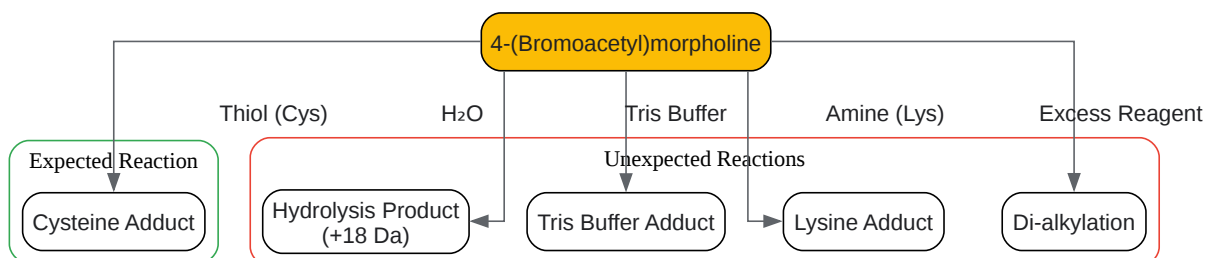 4-(Bromoacetyl)morpholine
Thiol (Cys)
H₂O
Tris Buffer
Amine (Lys)
Excess Reagent
Expected Reaction
Unexpected Reactions
Cysteine Adduct
Hydrolysis Product
(+18 Da)
Tris Buffer Adduct
Lysine Adduct
Di-alkylation